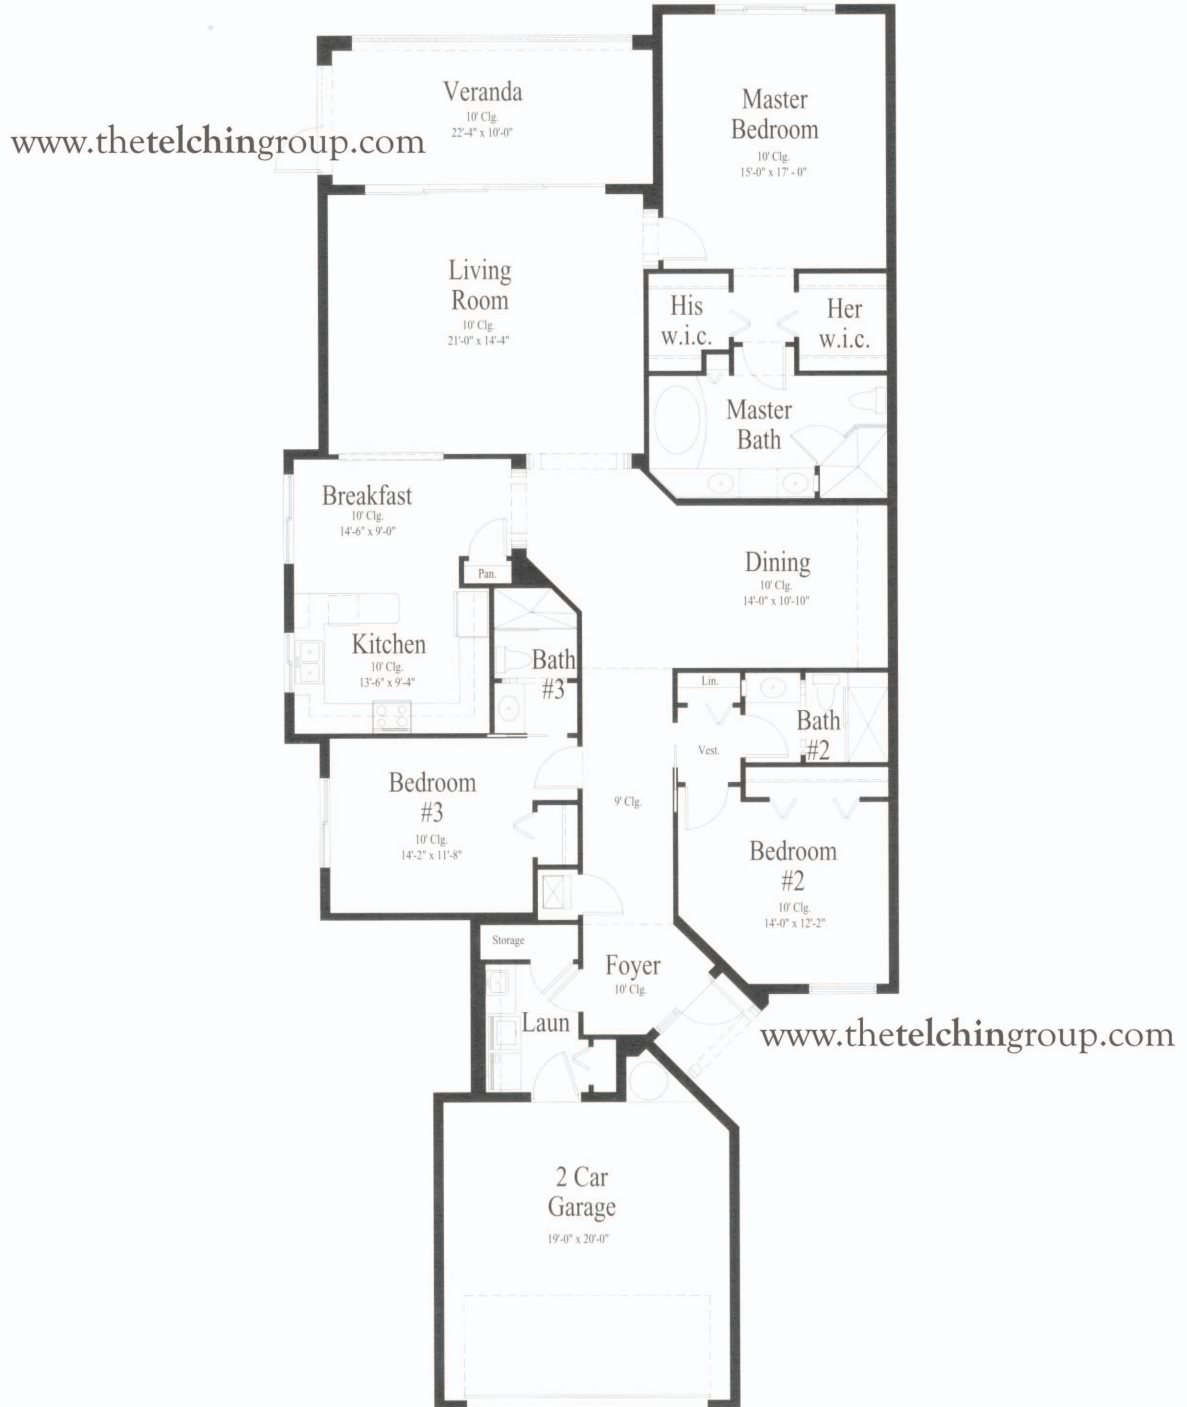 Veranda
10' Clg.
22'-4" x 10'-0"
www.thetelchingroup.com
Master
Bedroom
10' Clg.
15'-0" x 17' - 0"
Living
Room
10' Clg.
21'-0" x 14'-4"
His
w.i.c.
Her
w.i.c.
Master
Bath
Breakfast
10' Clg.
14'-6" x 9'-0"
Pan.
Dining
10' Clg.
14'-0" x 10'-10"
Kitchen
10' Clg.
13'-6" x 9'-4"
Bath
#3
Lin.
Bath
#2
Vest.
Bedroom
#3
10' Clg.
14'-2" x 11'-8"
9' Clg.
Bedroom
#2
10' Clg.
14'-0" x 12'-2"
Storage
Foyer
10' Clg.
Laun
www.thetelchingroup.com
2 Car
Garage
19'-0" x 20'-0"